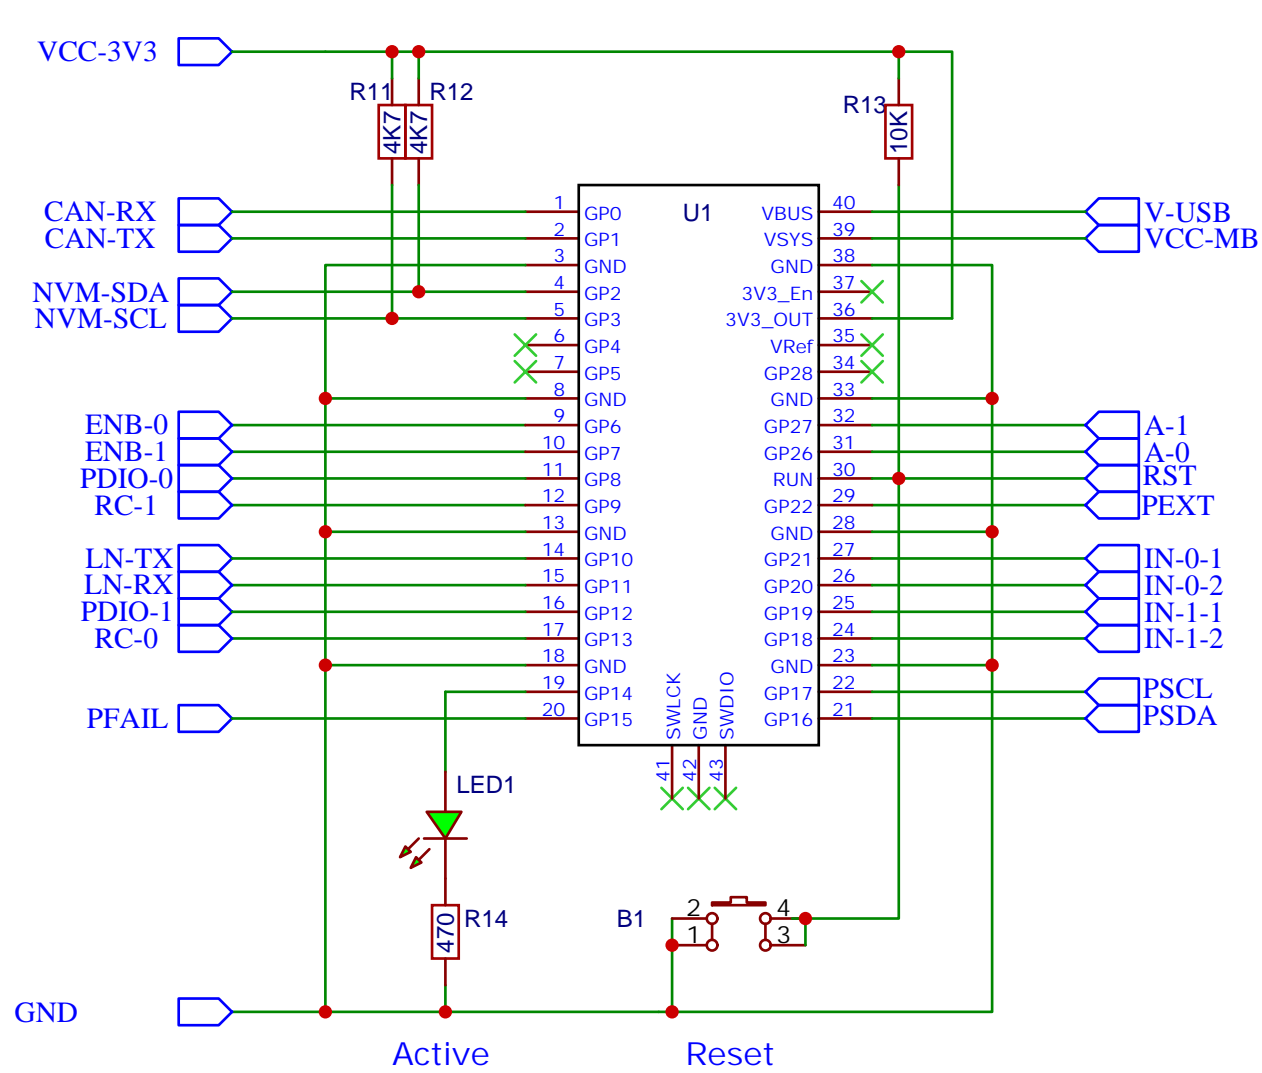 VCC-3V3
R11 R12 R13
4K7 4K7 10K
CAN-RX 1 GP0 U1 VBUS 40 V-USB
CAN-TX 2 GP1 VSYS 39 VCC-MB
3 GND GND 38
NVM-SDA 4 GP2 3V3_En 37
NVM-SCL 5 GP3 3V3_OUT 36
6 GP4 VRef 35
7 GP5 GP28 34
8 GND GND 33
ENB-0 9 GP6 GP27 32 A-1
ENB-1 10 GP7 GP26 31 A-0
PDIO-0 11 GP8 RUN 30 RST
RC-1 12 GP9 GP22 29 PEXT
13 GND GND 28
LN-TX 14 GP10 GP21 27 IN-0-1
LN-RX 15 GP11 GP20 26 IN-0-2
PDIO-1 16 GP12 GP19 25 IN-1-1
RC-0 17 GP13 GP18 24 IN-1-2
18 GND GND 23
19 GP14 GP17 22 PSCL
PFAIL 20 GP15 GP16 21 PSDA
SWLCK GND SWDIO
41 42 43
LED1
470 R14
B1 2 4
1 3
GND
Active Reset